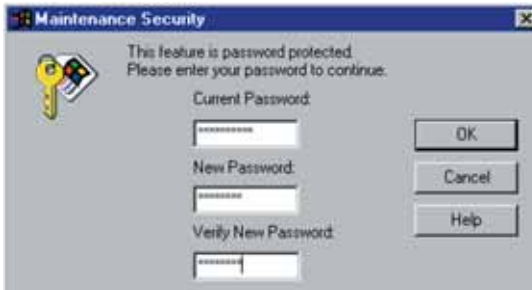 Maintenance Security
This feature is password protected.
Please enter your password to continue.
Current Password:
**********
OK
New Password:
********
Cancel
Verify New Password:
********
Help